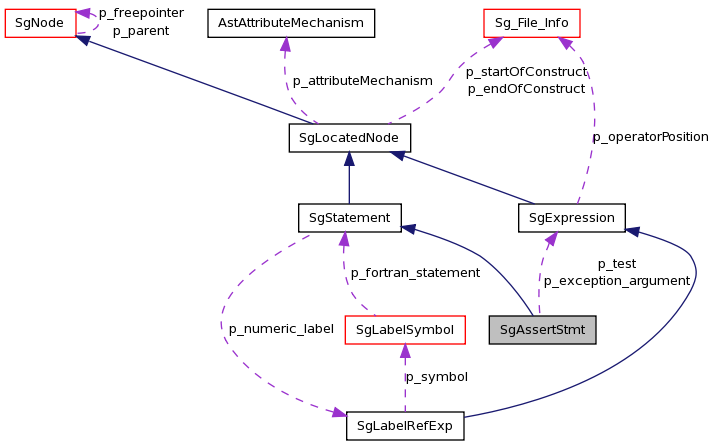 p_freepointer
p_parent
SgNode
AstAttributeMechanism
Sg_File_Info
p_attributeMechanism
p_startOfConstruct
p_endOfConstruct
SgLocatedNode
p_operatorPosition
SgStatement
SgExpression
p_fortran_statement
p_test
p_exception_argument
p_numeric_label
SgLabelSymbol
SgAssertStmt
p_symbol
SgLabelRefExp